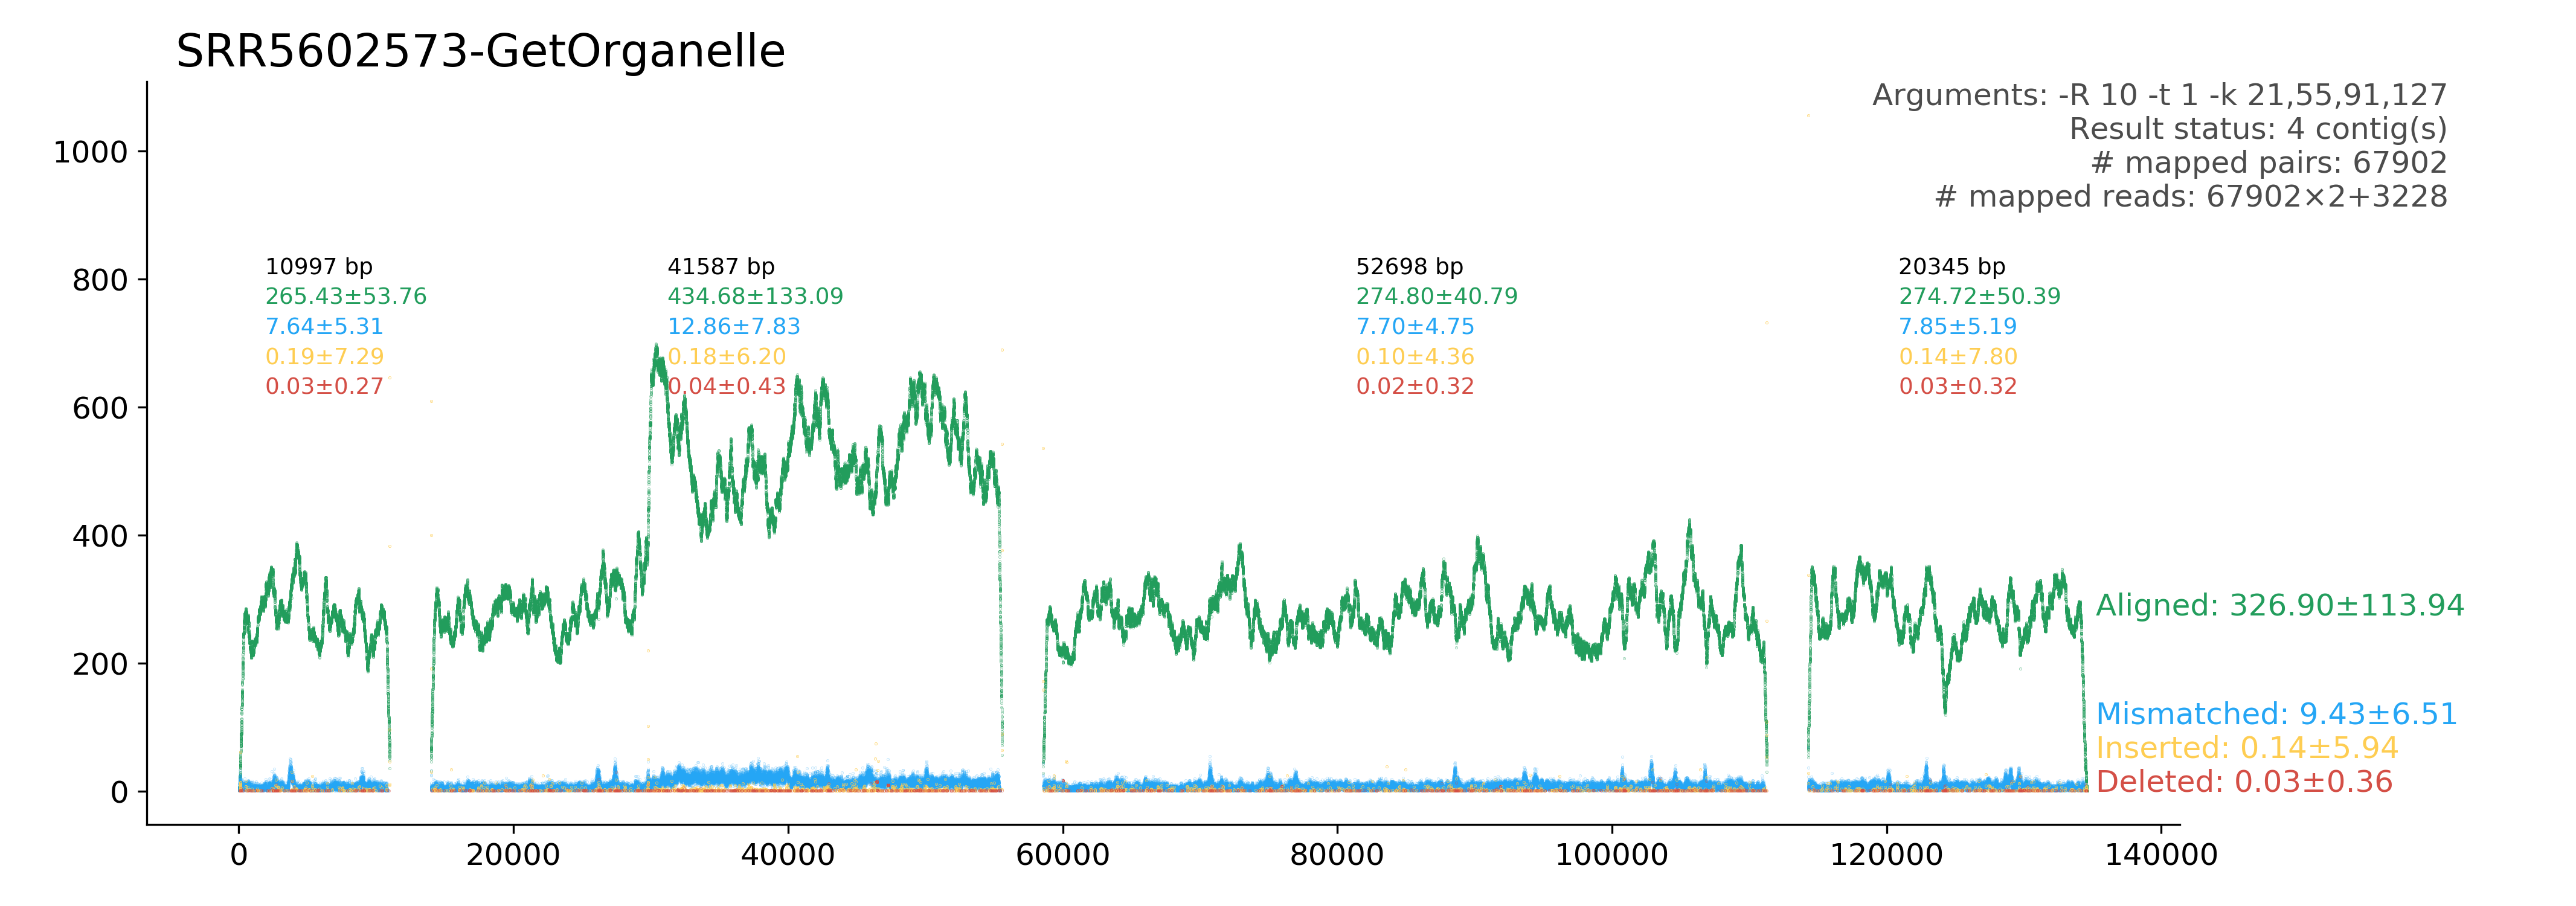 SRR5602573-GetOrganelle
Arguments: -R 10 -t 1 -k 21,55,91,127
Result status: 4 contig(s)
# mapped pairs: 67902
# mapped reads: 67902×2+3228
1000
800
600
400
200
0
10997 bp
265.43±53.76
7.64±5.31
0.19±7.29
0.03±0.27
41587 bp
434.68±133.09
12.86±7.83
0.18±6.20
0.04±0.43
52698 bp
274.80±40.79
7.70±4.75
0.10±4.36
0.02±0.32
20345 bp
274.72±50.39
7.85±5.19
0.14±7.80
0.03±0.32
Aligned: 326.90±113.94
Mismatched: 9.43±6.51
Inserted: 0.14±5.94
Deleted: 0.03±0.36
0 20000 40000 60000 80000 100000 120000 140000